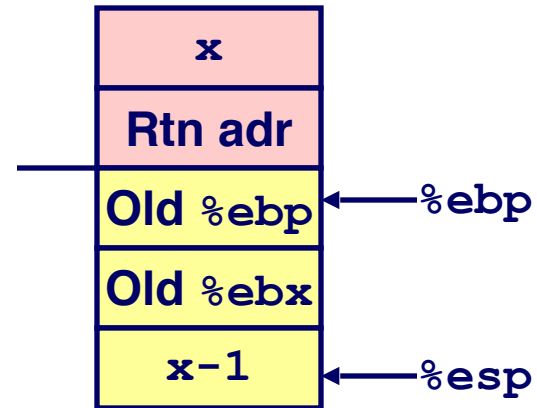 x
Rtn adr
Old %ebp
%ebp
Old %ebx
x-1
%esp